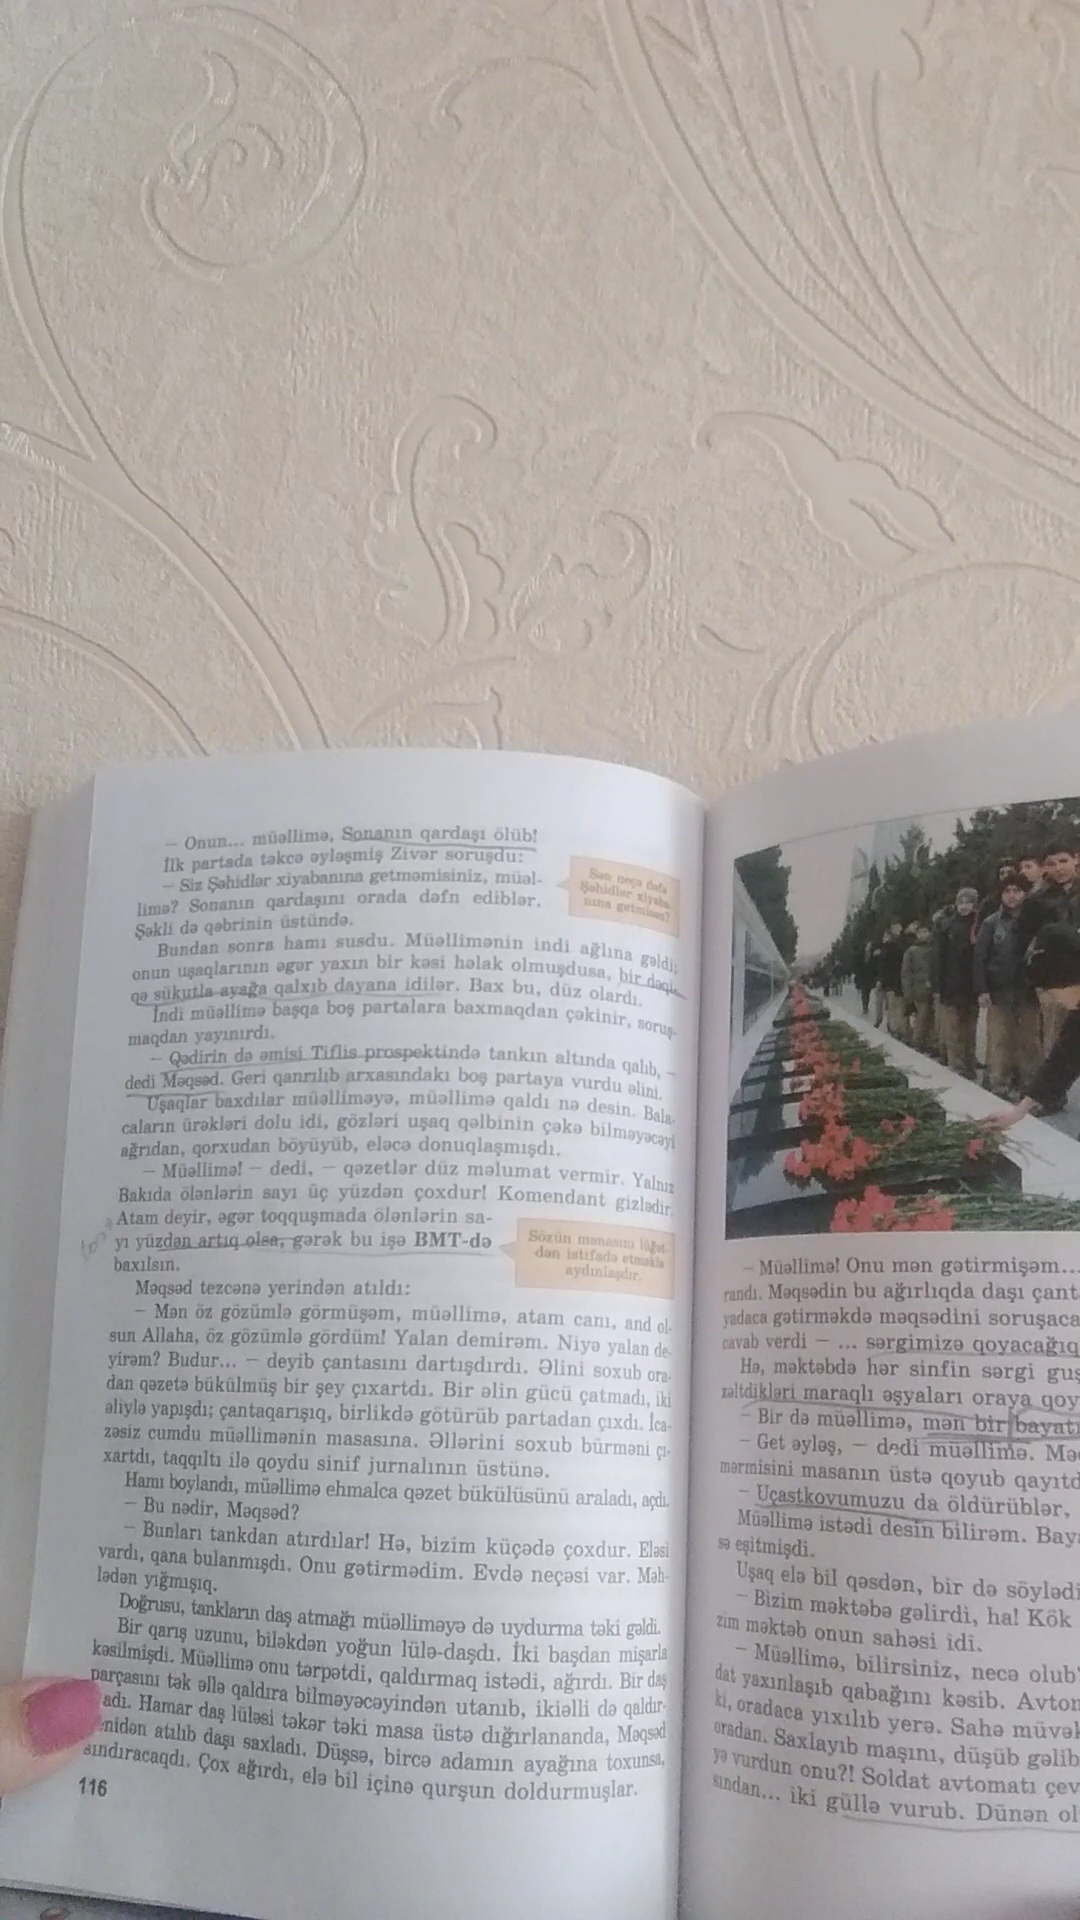 – Onun... müəllimə, Sonanın qardaşı ölüb!
İlk partada təkcə əyləşmiş Zivər soruşdu:
– Siz Şəhidlər xiyabanına getməmisiniz, müəl-
limə? Sonanın qardaşını orada dəfn ediblər.
Şəkli də qəbrinin üstündə.
Sən neçə dəfə
Şəhidlər xiyaba-
nına getmisən?
Bundan sonra hamı susdu. Müəllimənin indi ağlına gəldi:
onun uşaqlarının əgər yaxın bir kəsi həlak olmuşdusa, bir dəqi-
qə sükutla ayağa qalxıb dayana idilər. Bax bu, düz olardı.
İndi müəllimə başqa boş partalara baxmaqdan çəkinir, soruş-
maqdan yayınırdı.
– Qədirin də əmisi Tiflis prospektində tankın altında qalıb, –
dedi Məqsəd. Geri qanrılıb arxasındakı boş partaya vurdu əlini.
Uşaqlar baxdılar müəlliməyə, müəllimə qaldı nə desin. Bala-
caların ürəkləri dolu idi, gözləri uşaq qəlbinin çəkə bilməyəcəyi
ağrıdan, qorxudan böyüyüb, eləcə donuqlaşmışdı.
– Müəllimə! – dedi, – qəzetlər düz məlumat vermir. Yalnız
Bakıda ölənlərin sayı üç yüzdən çoxdur! Komendant gizlədir.
Atam deyir, əgər toqquşmada ölənlərin sa-
yı yüzdən artıq olsa, gərək bu işə BMT-də
baxılsın.
Sözün mənasını lüğət-
dən istifadə etməklə
aydınlaşdır.
Məqsəd tezcənə yerindən atıldı:
– Mən öz gözümlə görmüşəm, müəllimə, atam canı, and ol-
sun Allaha, öz gözümlə gördüm! Yalan demirəm. Niyə yalan de-
yirəm? Budur... – deyib çantasını dartışdırdı. Əlini soxub ora-
dan qəzetə bükülmüş bir şey çıxartdı. Bir əlin gücü çatmadı, iki
əliylə yapışdı; çantaqarışıq, birlikdə götürüb partadan çıxdı. İca-
zəsiz cumdu müəllimənin masasına. Əllərini soxub bürməni çı-
xartdı, taqqıltı ilə qoydu sinif jurnalının üstünə.
Hamı boylandı, müəllimə ehmalca qəzet bükülüsünü araladı, açdı.
– Bu nədir, Məqsəd?
– Bunları tankdan atırdılar! Hə, bizim küçədə çoxdur. Eləsi
vardı, qana bulanmışdı. Onu gətirmədim. Evdə neçəsi var. Məh-
lədən yığmışıq.
Doğrusu, tankların daş atmağı müəlliməyə də uydurma təki gəldi.
Bir qarış uzunu, biləkdən yoğun lülə-daşdı. İki başdan mişarla
kəsilmişdi. Müəllimə onu tərpətdi, qaldırmaq istədi, ağırdı. Bir daş
parçasını tək əllə qaldıra bilməyəcəyindən utanıb, ikiəlli də qaldır-
adı. Hamar daş lüləsi təkər təki masa üstə dığırlananda, Məqsəd
enidən atılıb daşı saxladı. Düşsə, bircə adamın ayağına toxunsa,
sındıracaqdı. Çox ağırdı, elə bil içinə qurşun doldurmuşlar.
116
– Müəllimə! Onu mən gətirmişəm...
randı. Məqsədin bu ağırlıqda daşı çant
yadaca gətirməkdə məqsədini soruşaca
cavab verdi – ... sərgimizə qoyacağıq
Hə, məktəbdə hər sinfin sərgi guş
zəltdikləri maraqlı əşyaları oraya qoy
– Bir də müəllimə, mən bir bayatı
– Get əyləş, – dedi müəllimə. Mə
mərmisini masanın üstə qoyub qayıtd
– Uçastkovumuzu da öldürüblər,
Müəllimə istədi desin bilirəm. Bay
sə eşitmişdi.
Uşaq elə bil qəsdən, bir də söylədi
– Bizim məktəbə gəlirdi, ha! Kök
zim məktəb onun sahəsi idi.
– Müəllimə, bilirsiniz, necə olub
dat yaxınlaşıb qabağını kəsib. Avtom
ki, oradaca yıxılıb yerə. Sahə müvək
oradan. Saxlayıb maşını, düşüb gəlib
yə vurdun onu?! Soldat avtomatı çev
sından... iki güllə vurub. Dünən ol